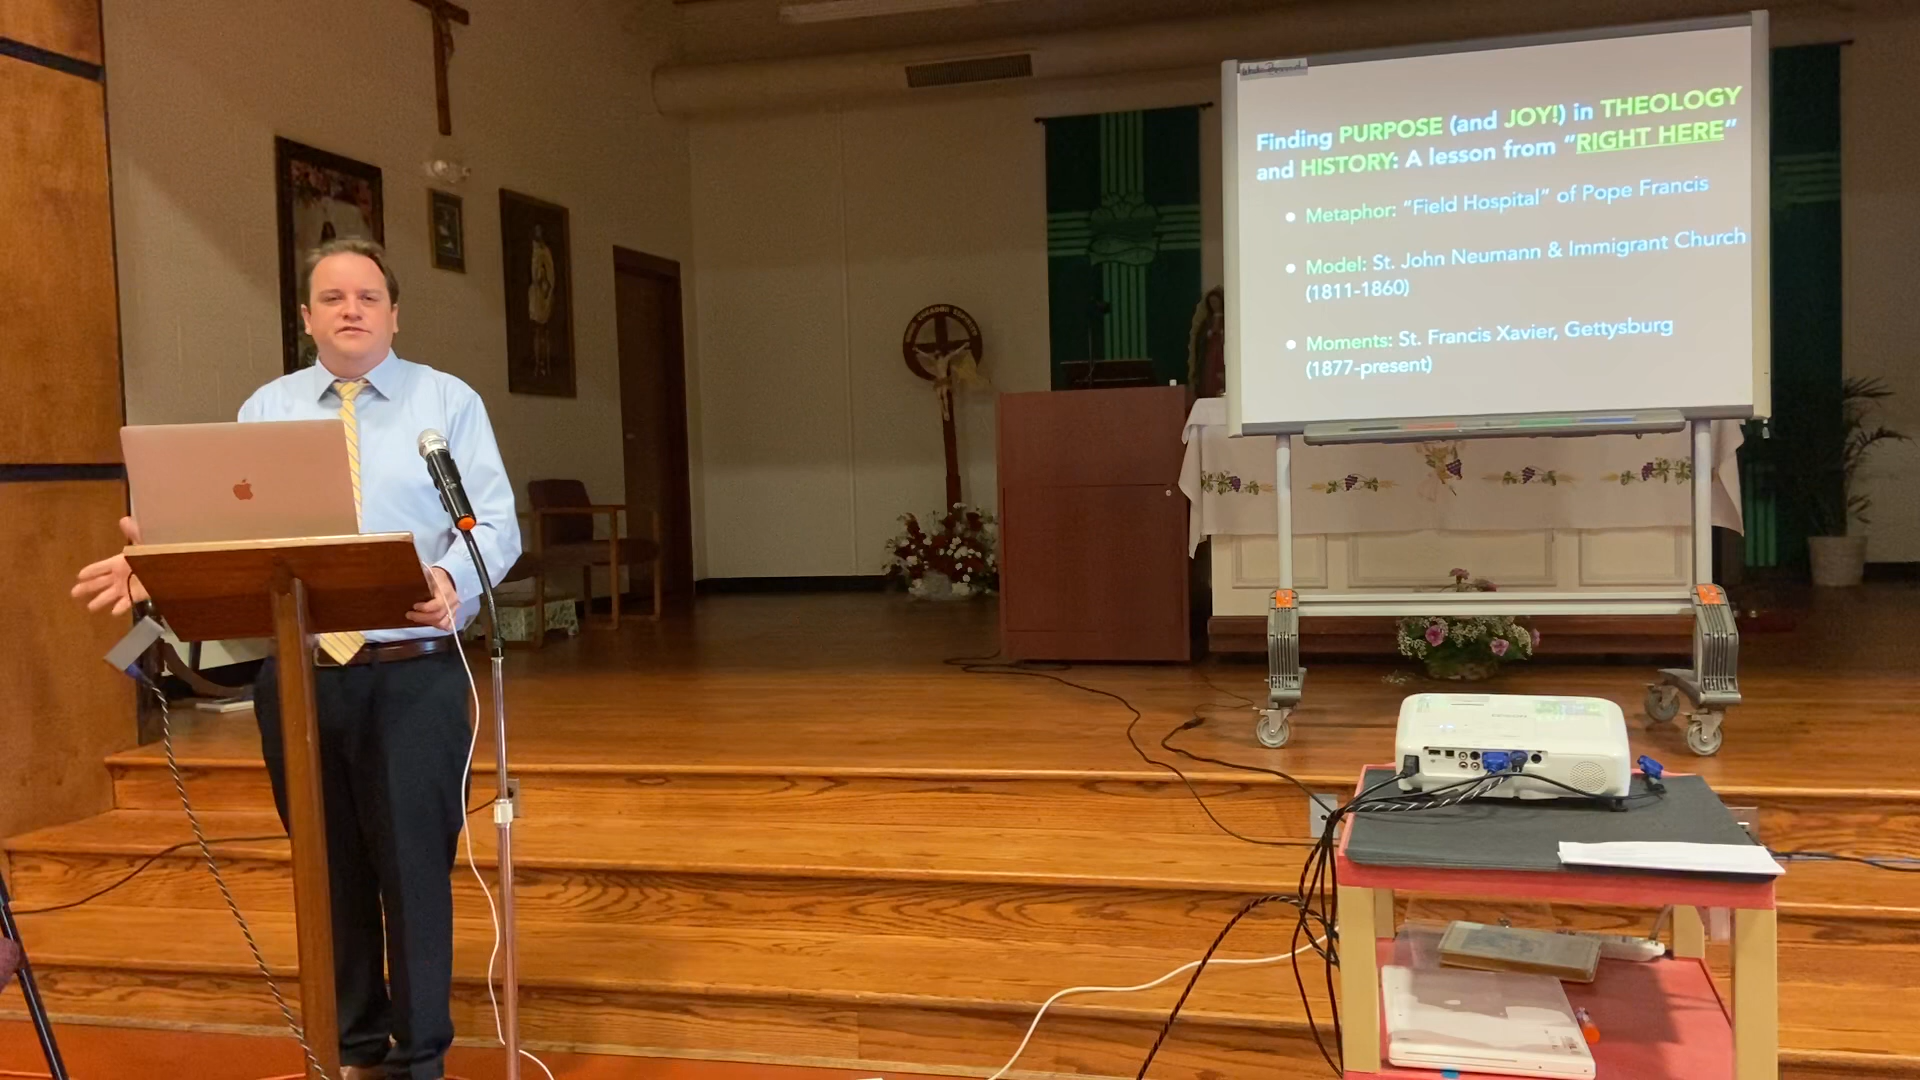 Finding PURPOSE (and JOY!) in THEOLOGY
and HISTORY: A lesson from “RIGHT HERE”
• Metaphor: “Field Hospital” of Pope Francis
• Model: St. John Neumann & Immigrant Church
(1811-1860)
• Moments: St. Francis Xavier, Gettysburg
(1877-present)